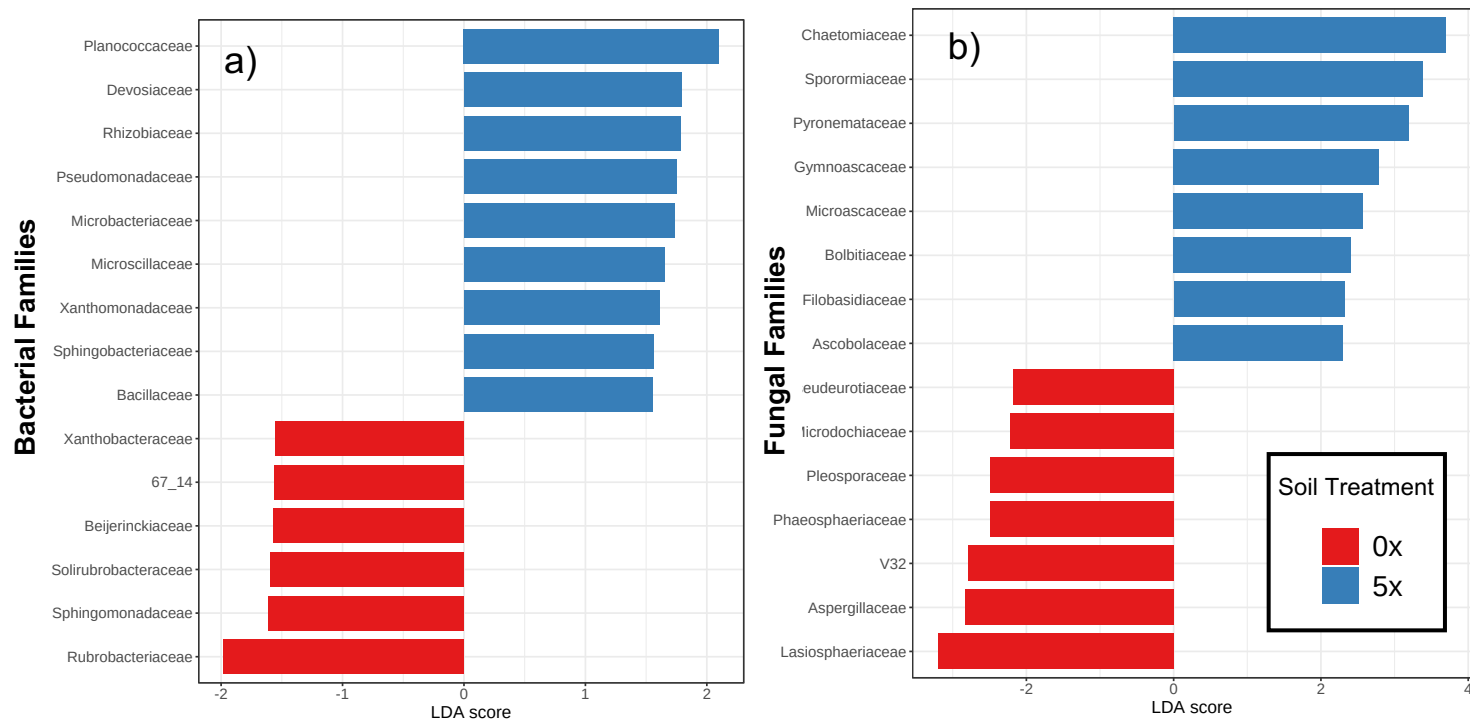 a)
Bacterial Families
Planococcaceae
Devosiaceae
Rhizobiaceae
Pseudomonadaceae
Microbacteriaceae
Microscillaceae
Xanthomonadaceae
Sphingobacteriaceae
Bacillaceae
Xanthobacteraceae
67_14
Beijerinckiaceae
Solirubrobacteraceae
Sphingomonadaceae
Rubrobacteriaceae
-2 -1 0 1 2
LDA score
b)
Fungal Families
Chaetomiaceae
Sporormiaceae
Pyronemataceae
Gymnoascaceae
Microascaceae
Bolbitiaceae
Filobasidiaceae
Ascobolaceae
eudeurotiaceae
icrodochiaceae
Pleosporaceae
Phaeosphaeriaceae
V32
Aspergillaceae
Lasiosphaeriaceae
-2 0 2 4
LDA score
Soil Treatment
0x
5x